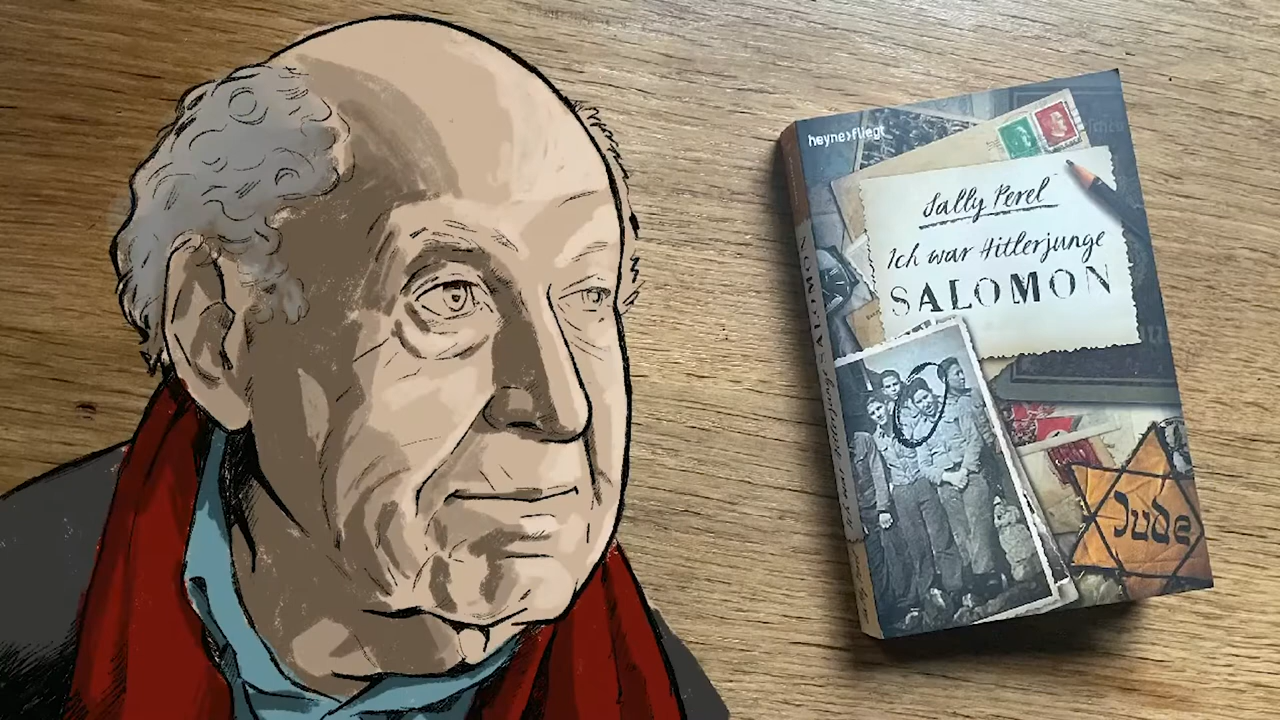 heyne›fliegt
Sally Perel
Ich war Hitlerjunge
SALOMON
Jude